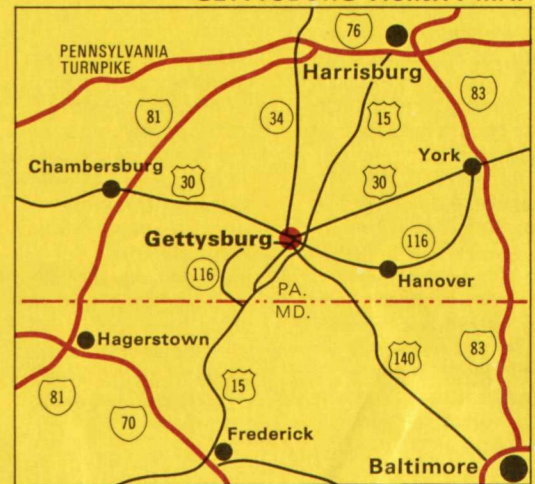 76
PENNSYLVANIA
TURNPIKE
Harrisburg
83
81
34
15
Chambersburg
30
York
30
Gettysburg
116
116
Hanover
PA.
MD.
Hagerstown
140
83
81
15
70
Frederick
Baltimore